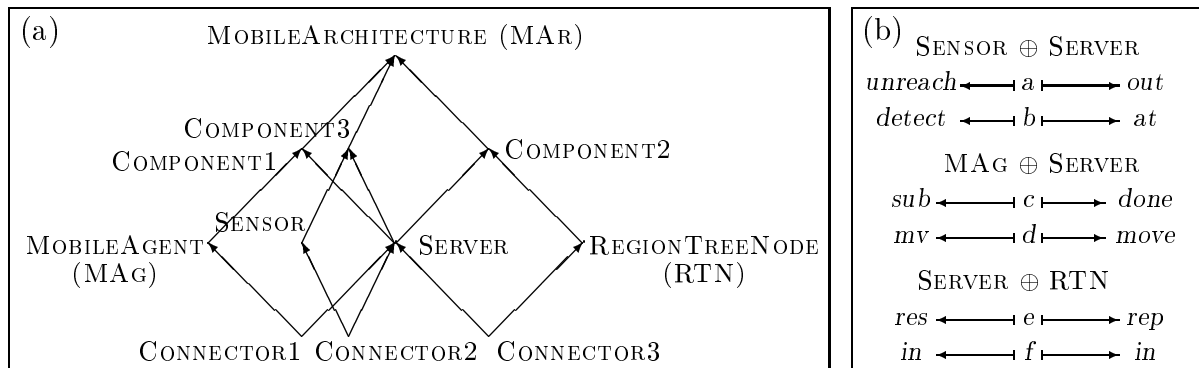 (a)
MOBILEARCHITECTURE (MAR)
COMPONENT3
COMPONENT1
COMPONENT2
SENSOR
MOBILEAGENT
(MAG)
SERVER
REGIONTREENODE
(RTN)
CONNECTOR1 CONNECTOR2 CONNECTOR3
(b)
SENSOR ⊕ SERVER
unreach a out
detect b at
MAG ⊕ SERVER
sub c done
mv d move
SERVER ⊕ RTN
res e rep
in f in